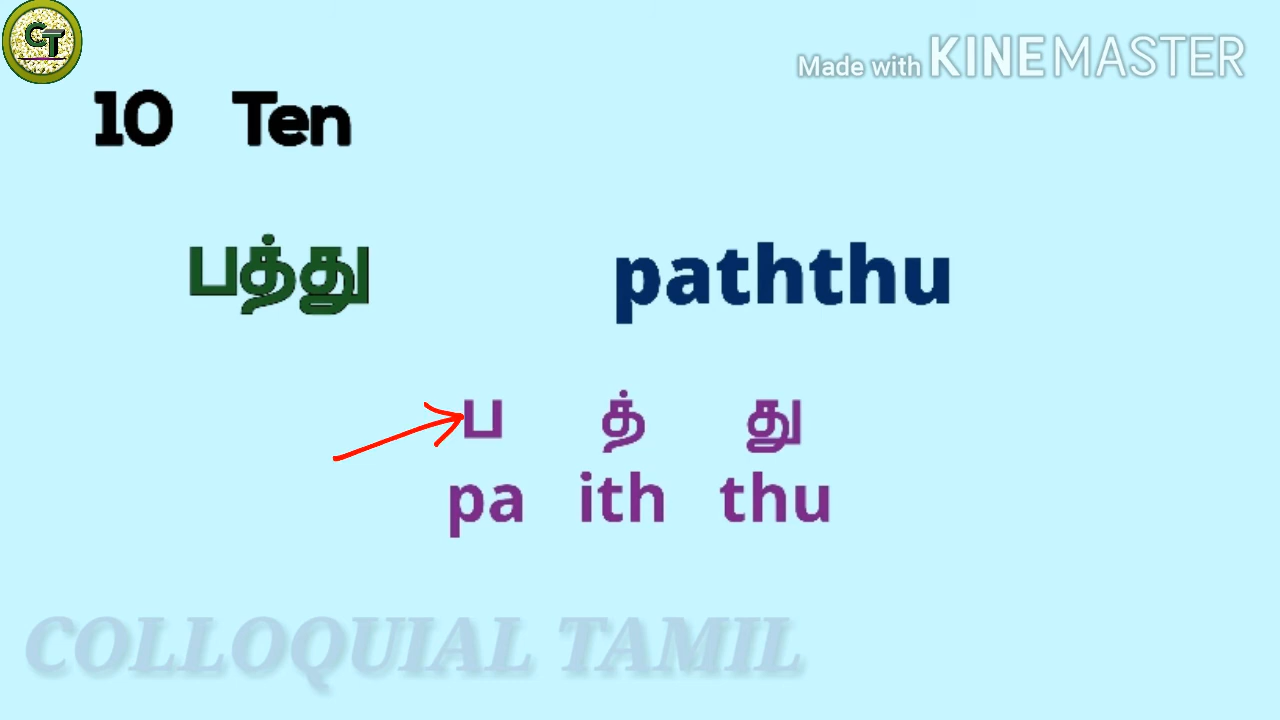 CT
Made with KINEMASTER
10 Ten
பத்து paththu
ப த் து
pa ith thu
COLLOQUIAL TAMIL